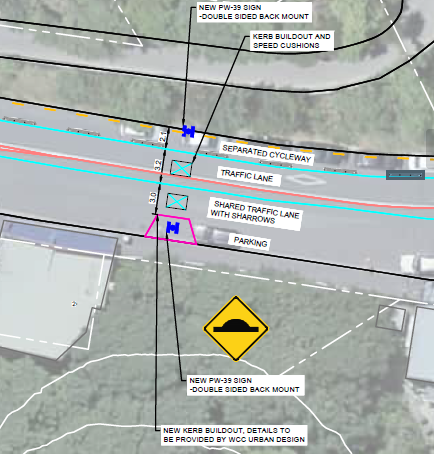 NEW PW-39 SIGN
-DOUBLE SIDED BACK MOUNT
KERB BUILDOUT AND
SPEED CUSHIONS
2.1
SEPARATED CYCLEWAY
3.2
TRAFFIC LANE
3.0
SHARED TRAFFIC LANE
WITH SHARROWS
PARKING
NEW PW-39 SIGN
-DOUBLE SIDED BACK MOUNT
NEW KERB BUILDOUT, DETAILS TO
BE PROVIDED BY WCC URBAN DESIGN